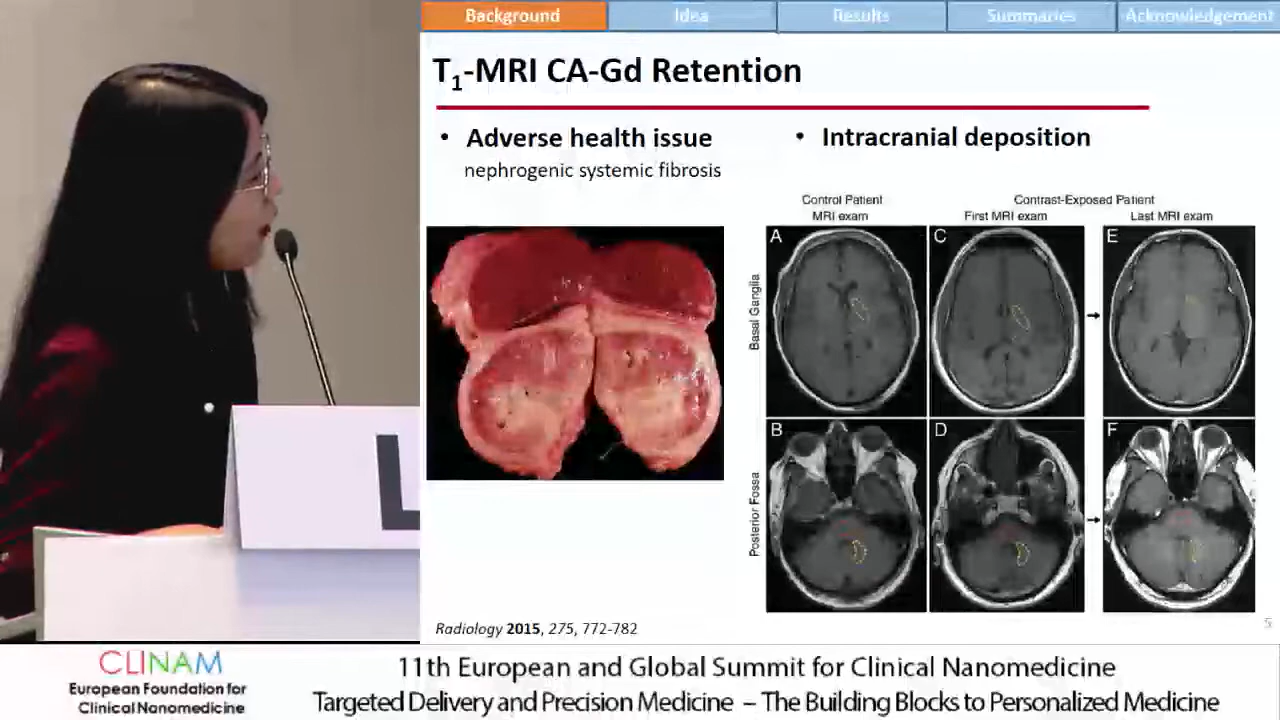 Background
Idea
Results
Summaries
Acknowledgement
T1-MRI CA-Gd Retention
• Adverse health issue
nephrogenic systemic fibrosis
• Intracranial deposition
Control Patient
MRI exam
Contrast-Exposed Patient
First MRI exam
Last MRI exam
Basal Ganglia
A
C
E
Posterior Fossa
B
D
F
L
Radiology 2015, 275, 772-782
5
CLINAM
European Foundation for
Clinical Nanomedicine
11th European and Global Summit for Clinical Nanomedicine
Targeted Delivery and Precision Medicine – The Building Blocks to Personalized Medicine